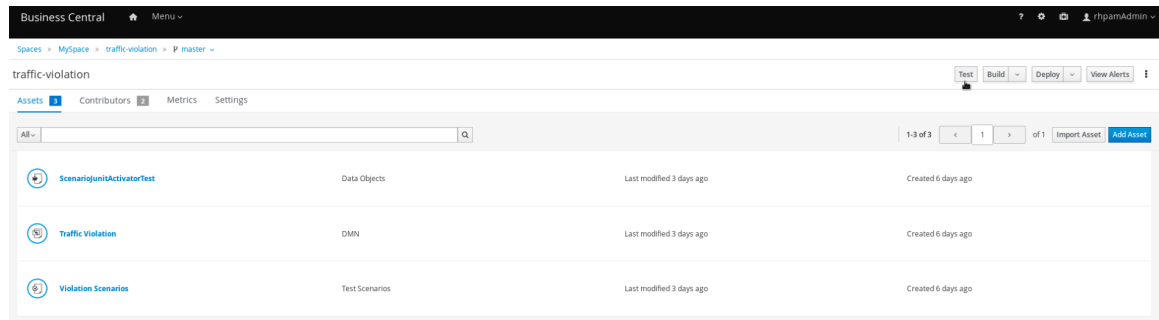 Business Central Menu ? rhpamAdmin
Spaces » MySpace » traffic-violation » master
traffic-violation Test Build Deploy View Alerts
Assets 3 Contributors 2 Metrics Settings
All 1-3 of 3 < 1 > of 1 Import Asset Add Asset
ScenarioJunitActivatorTest Data Objects Last modified 3 days ago Created 6 days ago
Traffic Violation DMN Last modified 3 days ago Created 6 days ago
Violation Scenarios Test Scenarios Last modified 3 days ago Created 6 days ago